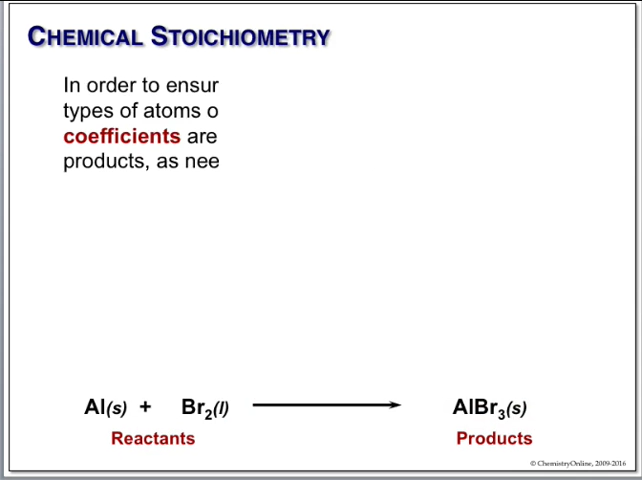 CHEMICAL STOICHIOMETRY
In order to ensur
types of atoms o
coefficients are
products, as nee
Al(s) + Br₂(l) AlBr₃(s)
Reactants Products
© ChemistryOnline, 2009-2016